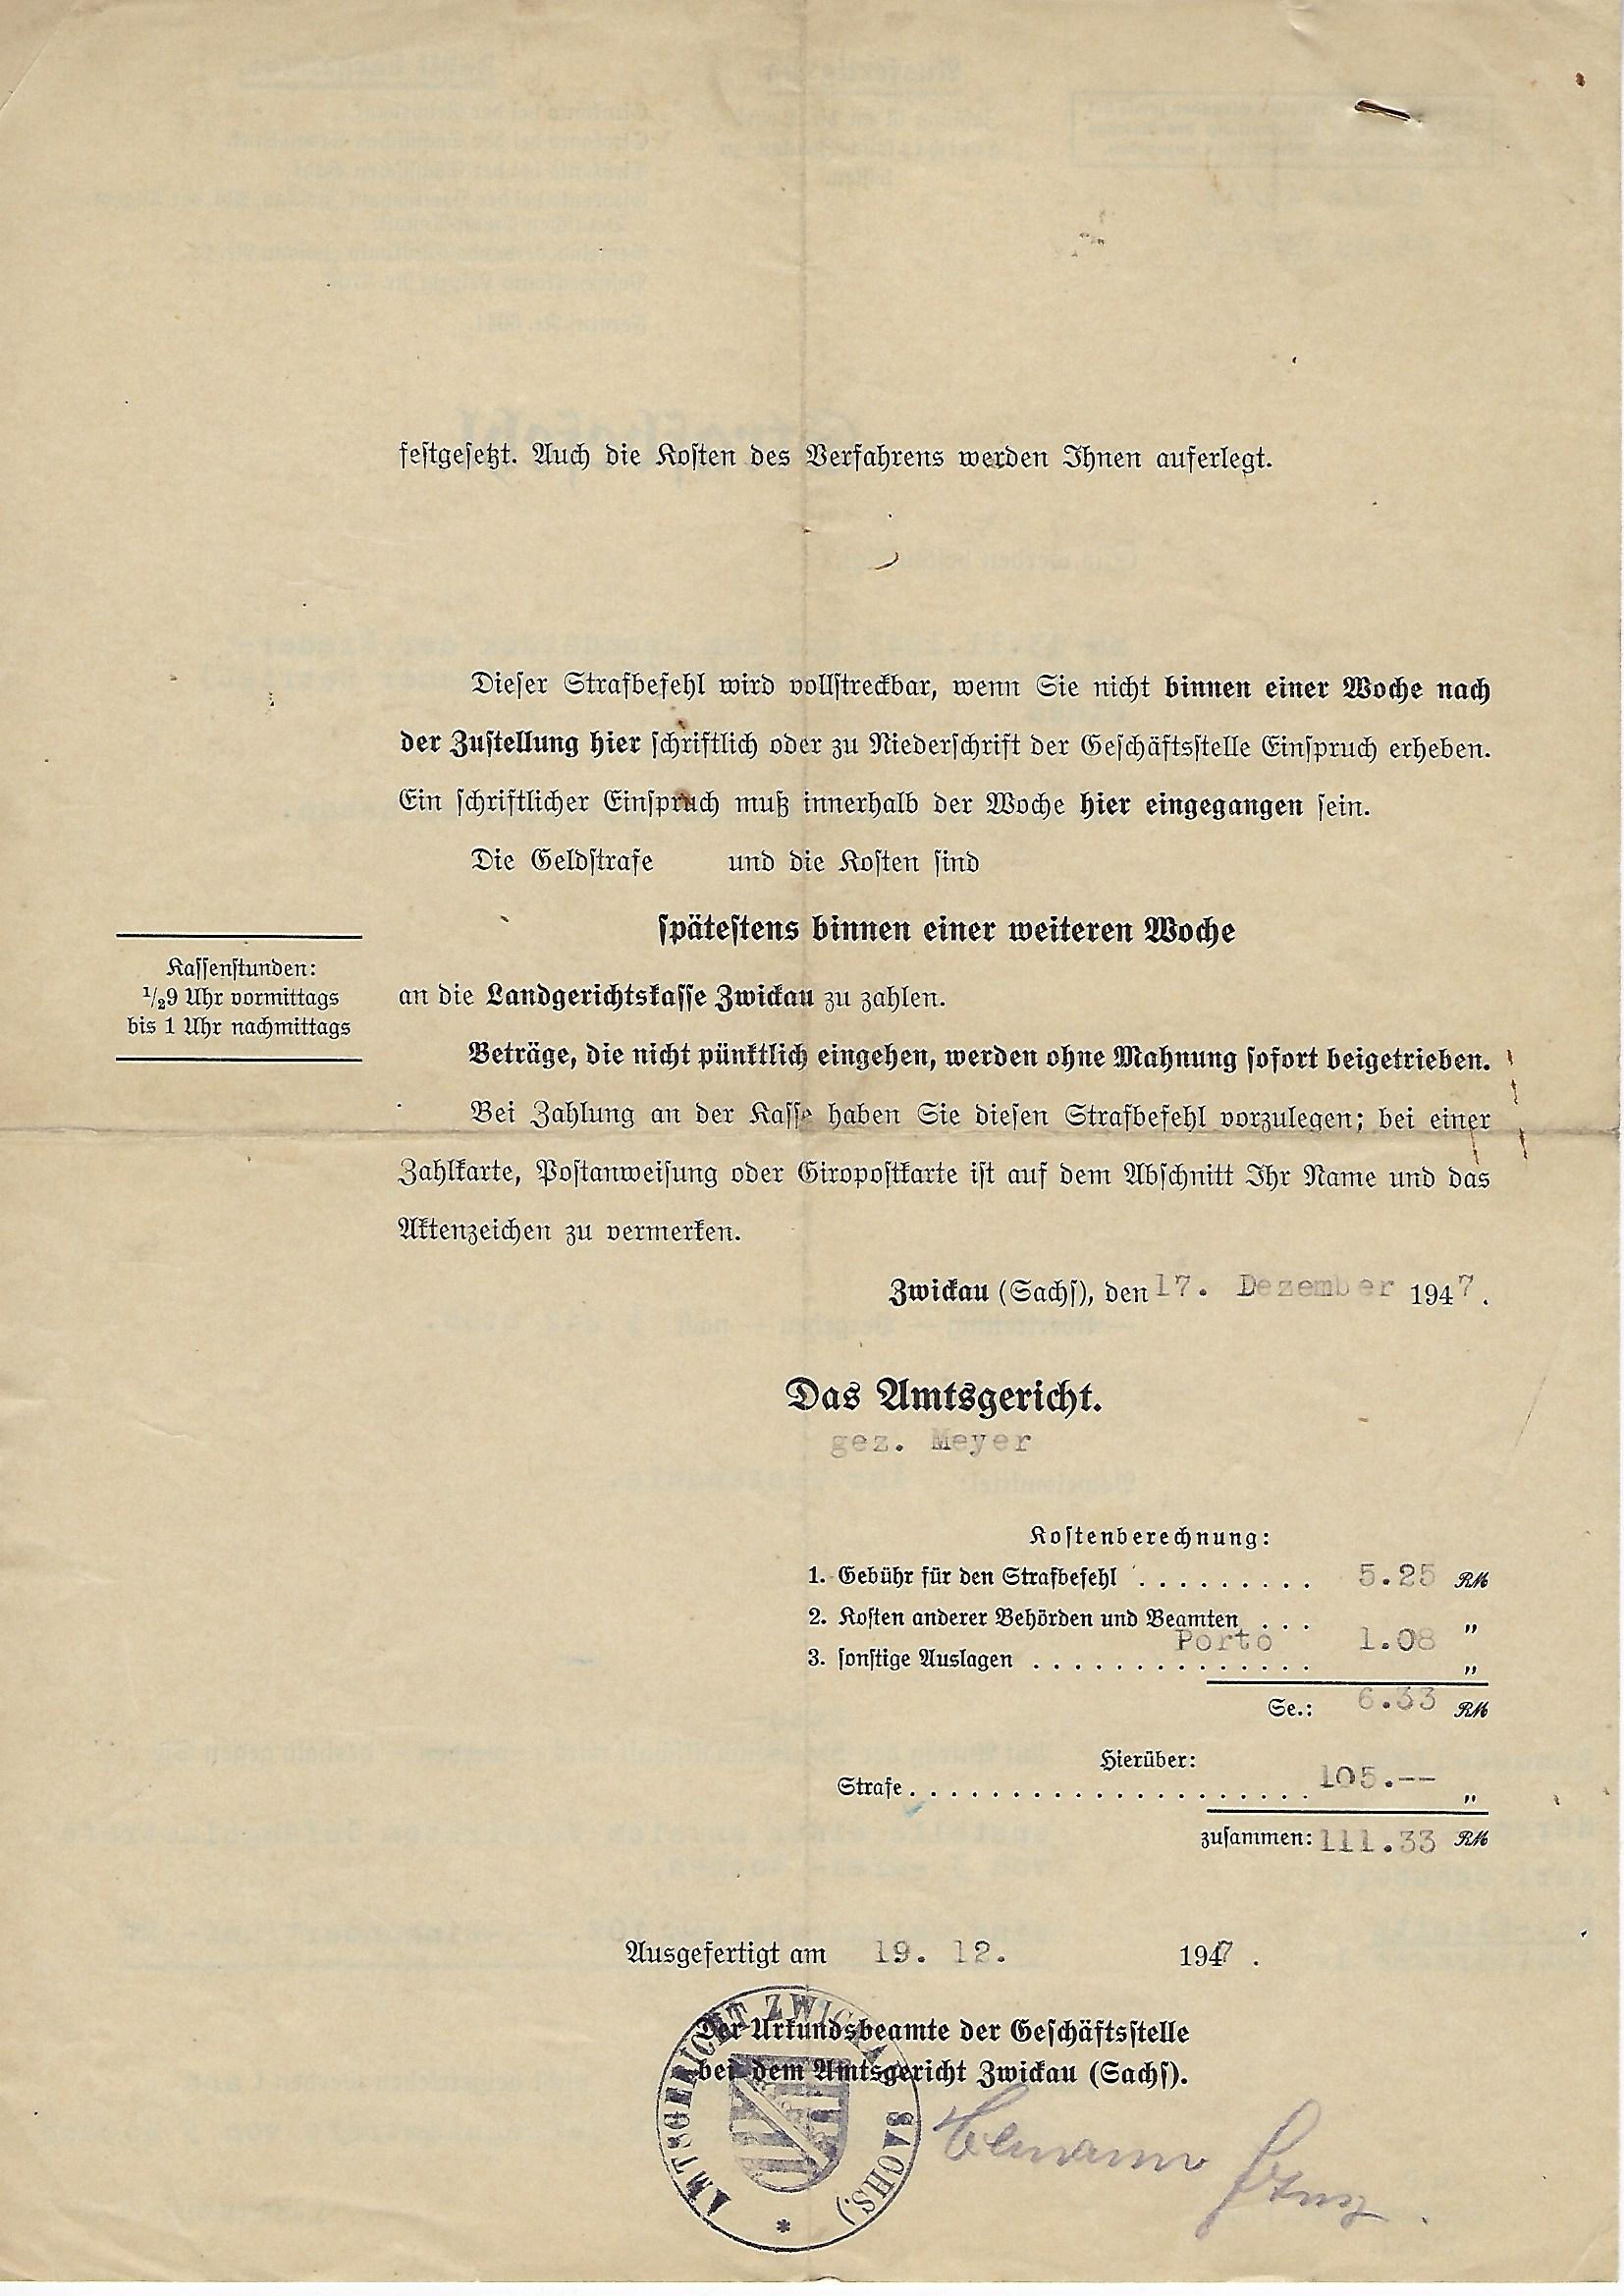 festgesetzt. Auch die Kosten des Verfahrens werden Ihnen auferlegt.
Dieser Strafbefehl wird vollstreckbar, wenn Sie nicht binnen einer Woche nach
der Zustellung hier schriftlich oder zu Niederschrift der Geschäftsstelle Einspruch erheben.
Ein schriftlicher Einspruch muß innerhalb der Woche hier eingegangen sein.
Die Geldstrafe und die Kosten sind
spätestens binnen einer weiteren Woche
Kassenstunden:
1/29 Uhr vormittags
bis 1 Uhr nachmittags
an die Landgerichtskasse Zwickau zu zahlen.
Beträge, die nicht pünktlich eingehen, werden ohne Mahnung sofort beigetrieben.
Bei Zahlung an der Kasse haben Sie diesen Strafbefehl vorzulegen; bei einer
Zahlkarte, Postanweisung oder Giropostkarte ist auf dem Abschnitt Ihr Name und das
Aktenzeichen zu vermerken.
Zwickau (Sachs), den 17. Dezember 1947.
Das Amtsgericht.
gez. Meyer
Kostenberechnung:
1. Gebühr für den Strafbefehl . . . . . . . . . 5.25 RM
2. Kosten anderer Behörden und Beamten . . . "
Porto 1.08
3. sonstige Auslagen . . . . . . . . . . . . . . "
Se.: 6.33 RM
Hierüber:
Strafe . . . . . . . . . . . . . . . . . . . . 105.-- "
zusammen: 111.33 RM
Ausgefertigt am 19. 12. 1947 .
Der Urkundsbeamte der Geschäftsstelle
bei dem Amtsgericht Zwickau (Sachs).
AMTSGERICHT ZWICKAU (SACHS.)